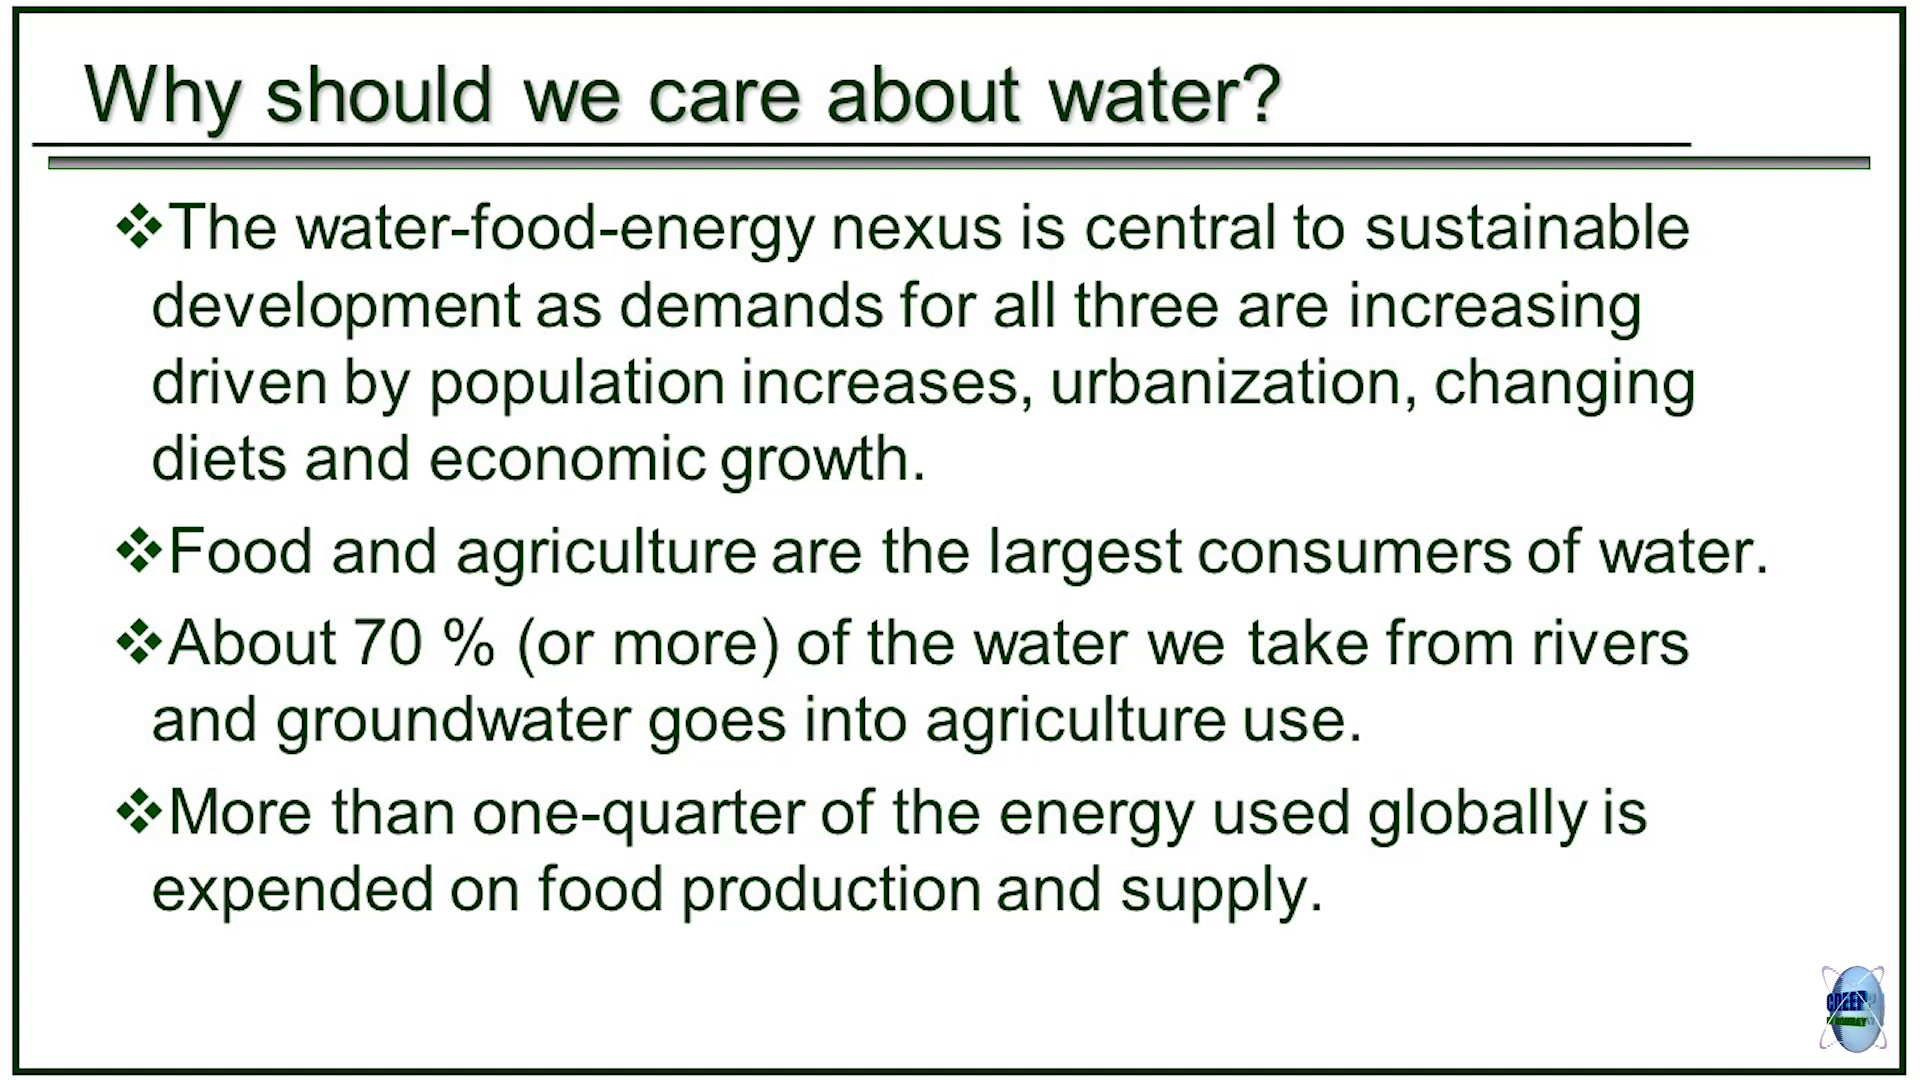 Why should we care about water?
❖The water-food-energy nexus is central to sustainable
development as demands for all three are increasing
driven by population increases, urbanization, changing
diets and economic growth.
❖Food and agriculture are the largest consumers of water.
❖About 70 % (or more) of the water we take from rivers
and groundwater goes into agriculture use.
❖More than one-quarter of the energy used globally is
expended on food production and supply.